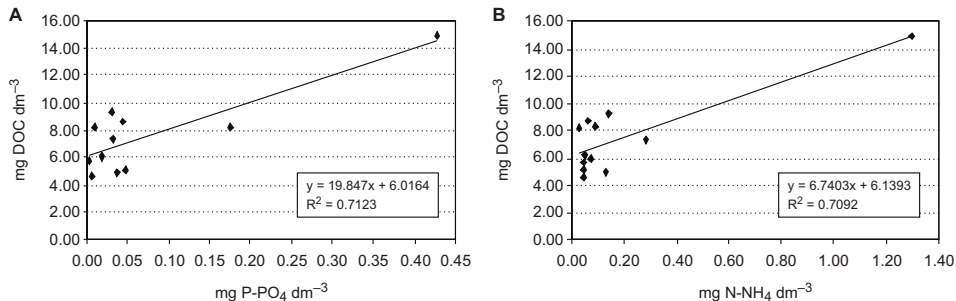 A
16.00
14.00
12.00
10.00
8.00
6.00
4.00
2.00
0.00
mg DOC dm⁻³
y = 19.847x + 6.0164
R² = 0.7123
0.00 0.05 0.10 0.15 0.20 0.25 0.30 0.35 0.40 0.45
mg P-PO₄ dm⁻³
B
16.00
14.00
12.00
10.00
8.00
6.00
4.00
2.00
0.00
mg DOC dm⁻³
y = 6.7403x + 6.1393
R² = 0.7092
0.00 0.20 0.40 0.60 0.80 1.00 1.20 1.40
mg N-NH₄ dm⁻³